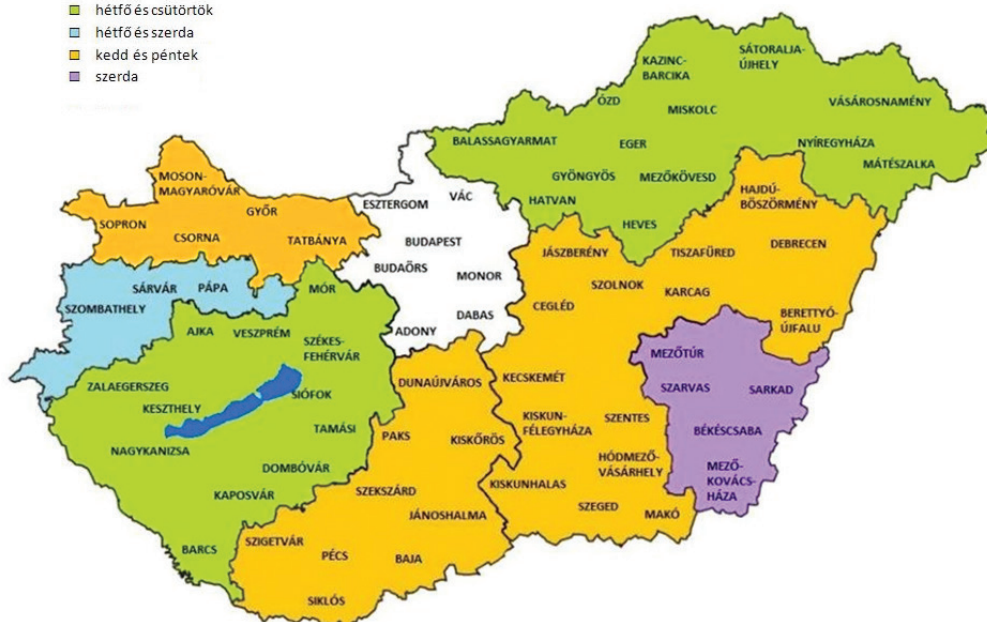 hétfő és csütörtök
hétfő és szerda
kedd és péntek
szerda
SÁTORALJA-
ÚJHELY
KAZINC-
BARCIKA
ÓZD
MISKOLC
VÁSÁROSNAMÉNY
BALASSAGYARMAT
EGER
NYÍREGYHÁZA
MÁTÉSZALKA
GYÖNGYÖS
MEZŐKÖVESD
HATVAN
HEVES
MOSON-
MAGYARÓVÁR
SOPRON
GYŐR
CSORNA
TATBÁNYA
ESZTERGOM
VÁC
BUDAPEST
BUDAÖRS
MONOR
DABAS
ADONY
HAJDÚ-
BÖSZÖRMÉNY
DEBRECEN
JÁSZBERÉNY
TISZAFÜRED
SZOLNOK
KARCAG
CEGLÉD
BERETTYÓ-
ÚJFALU
SÁRVÁR
PÁPA
SZOMBATHELY
MÓR
AJKA
VESZPRÉM
SZÉKES-
FEHÉRVÁR
ZALAEGERSZEG
KESZTHELY
SIÓFOK
NAGYKANIZSA
TAMÁSI
DOMBÓVÁR
KAPOSVÁR
BARCS
DUNAÚJVÁROS
PAKS
KISKŐRÖS
SZEKSZÁRD
JÁNOSHALMA
SZIGETVÁR
PÉCS
BAJA
SIKLÓS
KECSKEMÉT
KISKUN-
FÉLEGYHÁZA
SZENTES
HÓDMEZŐ-
VÁSÁRHELY
KISKUNHALAS
SZEGED
MAKÓ
MEZŐTÚR
SZARVAS
SARKAD
BÉKÉSCSABA
MEZŐ-
KOVÁCS-
HÁZA